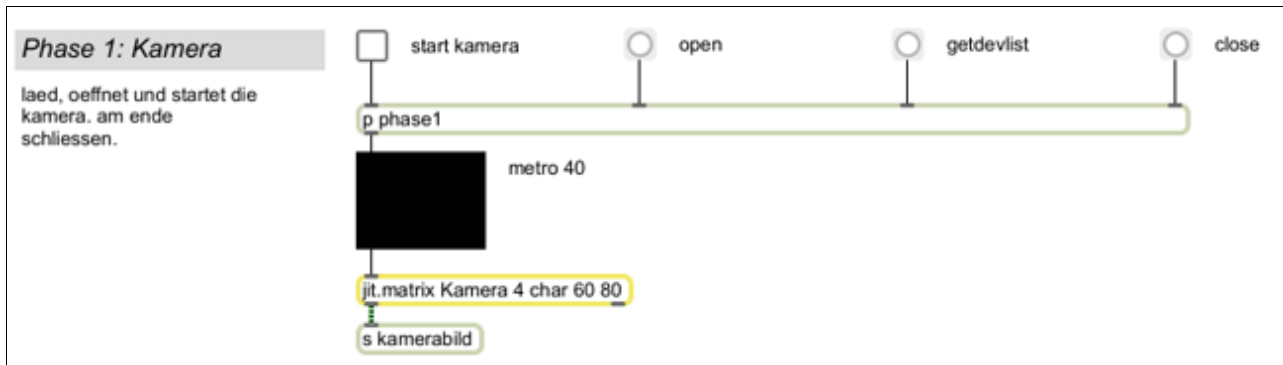 Phase 1: Kamera
laed, oeffnet und startet die
kamera. am ende
schliessen.
start kamera
open
getdevlist
close
p phase1
metro 40
jit.matrix Kamera 4 char 60 80
s kamerabild